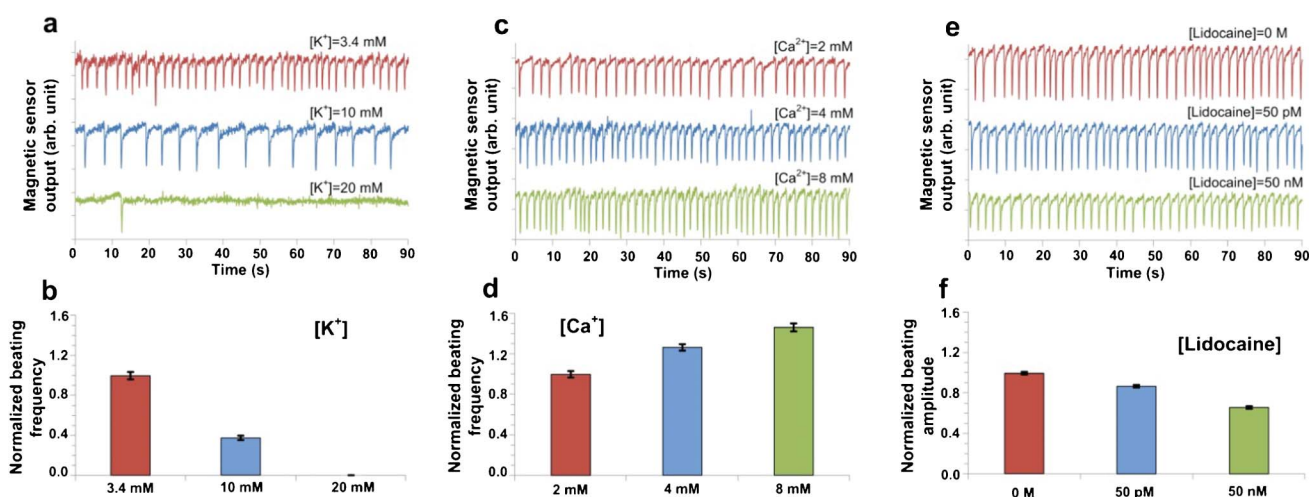 a
[K⁺]=3.4 mM
[K⁺]=10 mM
[K⁺]=20 mM
Magnetic sensor
output (arb. unit)
0 10 20 30 40 50 60 70 80 90
Time (s)
b
[K⁺]
Normalized beating
frequency
1.6
1.2
0.8
0.4
0.0
3.4 mM 10 mM 20 mM
c
[Ca²⁺]=2 mM
[Ca²⁺]=4 mM
[Ca²⁺]=8 mM
Magnetic sensor
output (arb. unit)
0 10 20 30 40 50 60 70 80 90
Time (s)
d
[Ca⁺]
Normalized beating
frequency
1.6
1.2
0.8
0.4
0.0
2 mM 4 mM 8 mM
e
[Lidocaine]=0 M
[Lidocaine]=50 pM
[Lidocaine]=50 nM
Magnetic sensor
output (arb. unit)
0 10 20 30 40 50 60 70 80 90
Time (s)
f
[Lidocaine]
Normalized beating
amplitude
1.6
1.2
0.8
0.4
0.0
0 M 50 pM 50 nM